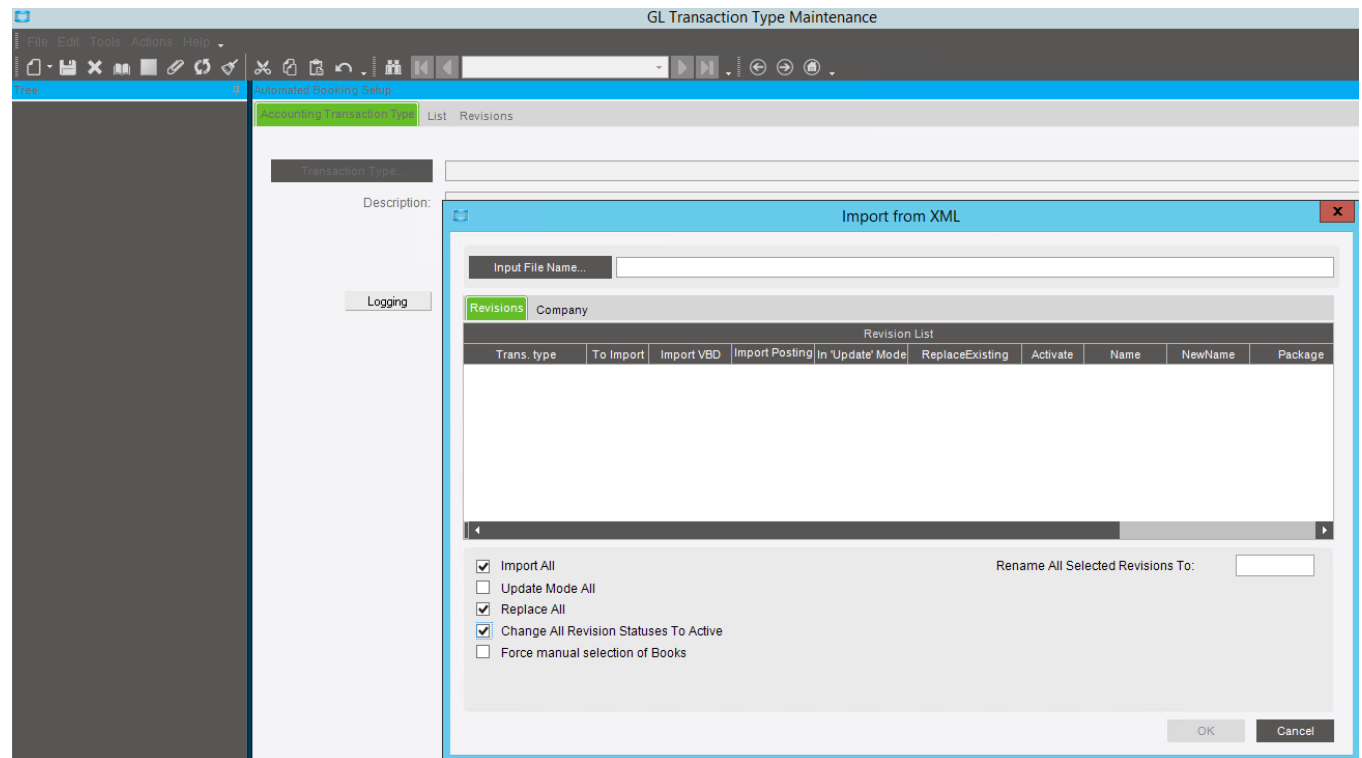 GL Transaction Type Maintenance
File Edit Tools Actions Help
Tree
Automated Booking Setup
Accounting Transaction Type List Revisions
Transaction Type...
Description:
Import from XML
x
Input File Name...
Logging
Revisions Company
Revision List
Trans. type To Import Import VBD Import Posting In 'Update' Mode ReplaceExisting Activate Name NewName Package
Import All
Rename All Selected Revisions To:
Update Mode All
Replace All
Change All Revision Statuses To Active
Force manual selection of Books
OK Cancel